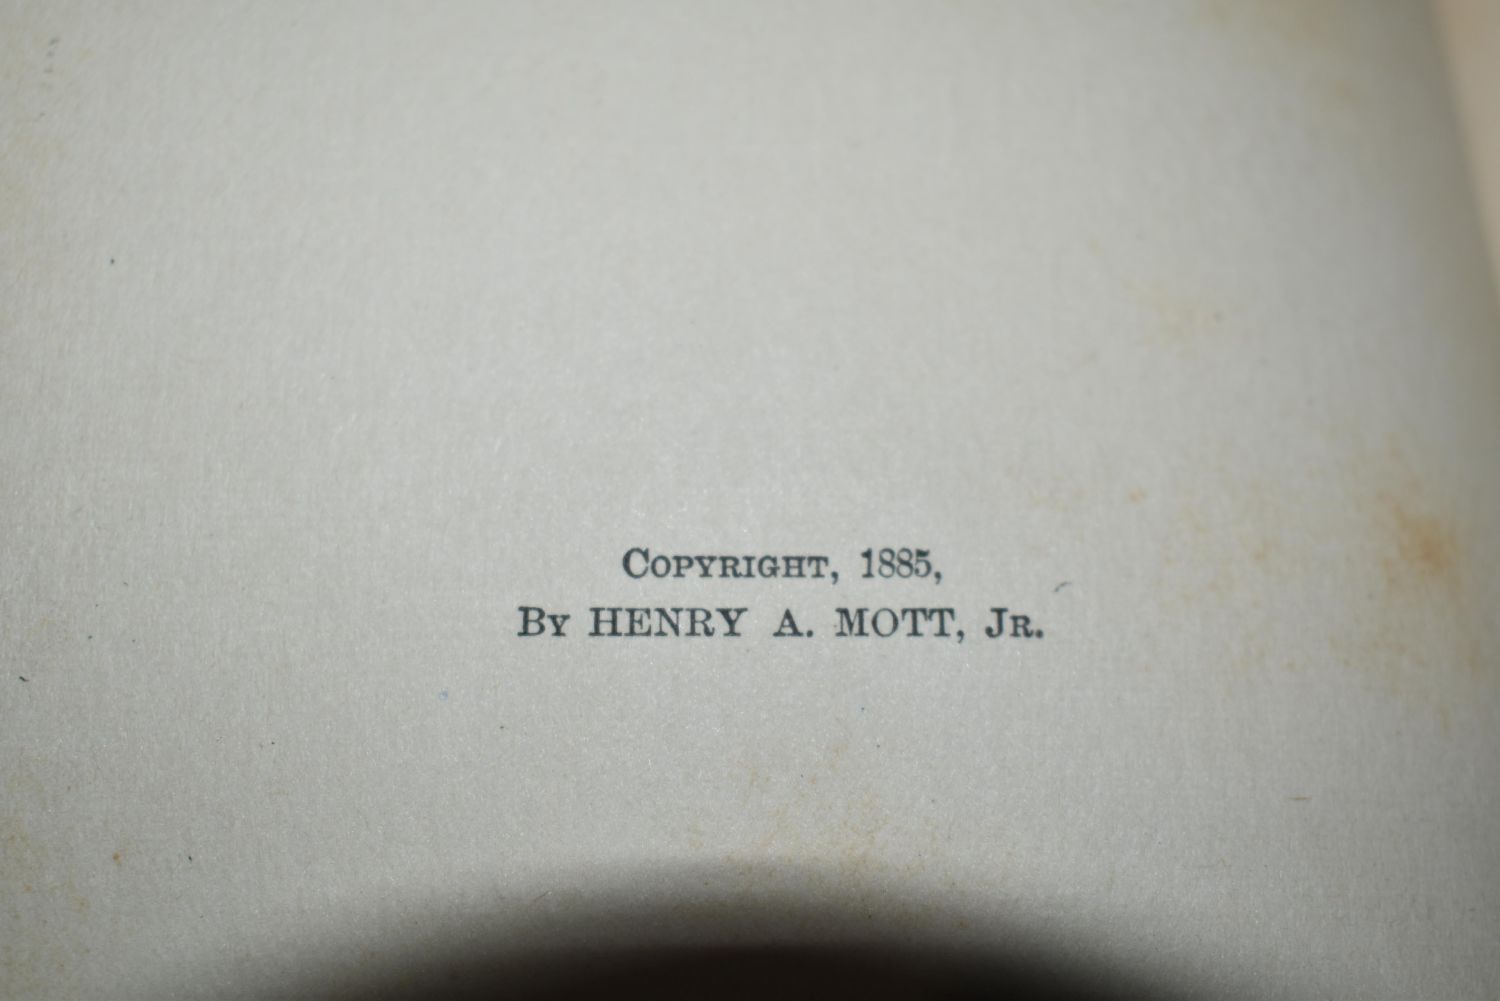 Copyright, 1885,
By HENRY A. MOTT, Jr.